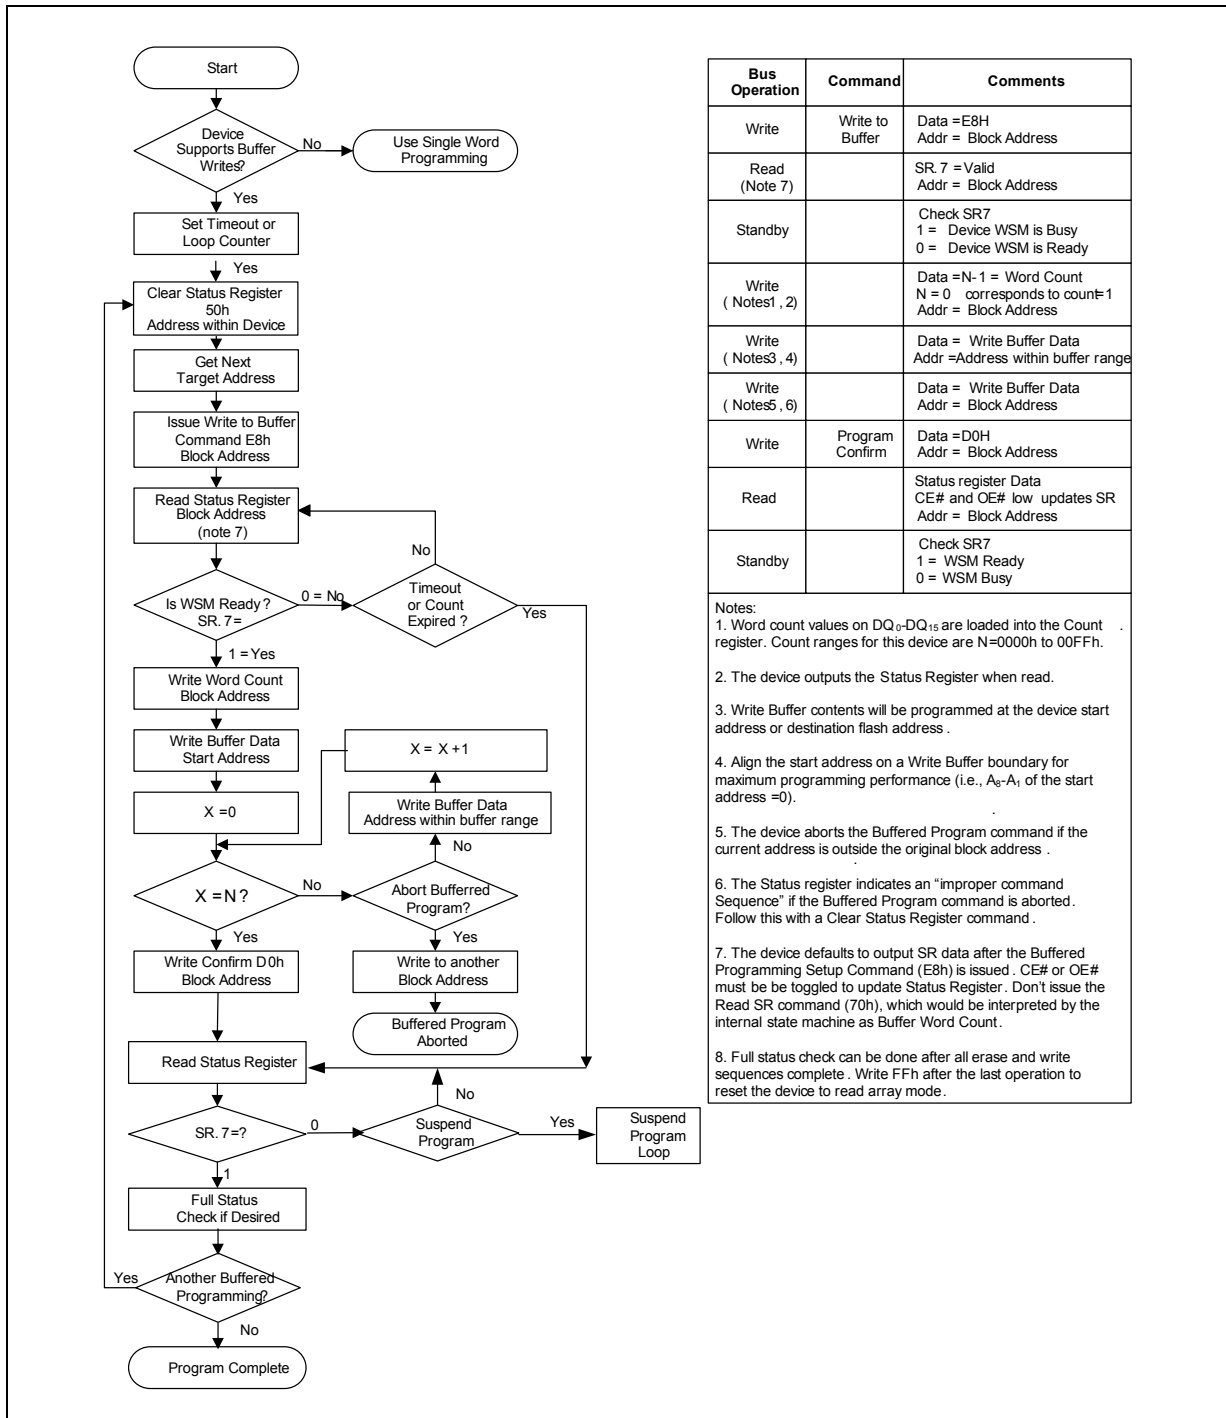 Start
Device
Supports Buffer
Writes?
No
Use Single Word
Programming
Yes
Set Timeout or
Loop Counter
Yes
Clear Status Register
50h
Address within Device
Get Next
Target Address
Issue Write to Buffer
Command E8h
Block Address
Read Status Register
Block Address
(note 7)
No
Is WSM Ready?
SR. 7=
0 = No
Timeout
or Count
Expired ?
Yes
1 = Yes
Write Word Count
Block Address
Write Buffer Data
Start Address
X = X +1
X =0
Write Buffer Data
Address within buffer range
No
X =N?
No
Abort Bufferred
Program?
Yes
Yes
Write Confirm D0h
Block Address
Write to another
Block Address
Buffered Program
Aborted
Read Status Register
No
SR. 7=?
0
Suspend
Program
Yes
Suspend
Program
Loop
1
Full Status
Check if Desired
Yes
Another Buffered
Programming?
No
Program Complete
Bus
Operation
Command
Comments
Write
Write to
Buffer
Data =E8H
Addr = Block Address
Read
(Note 7)
SR. 7 =Valid
Addr = Block Address
Standby
Check SR7
1 = Device WSM is Busy
0 = Device WSM is Ready
Write
( Notes1, 2)
Data =N-1 = Word Count
N = 0 corresponds to count=1
Addr = Block Address
Write
( Notes3, 4)
Data = Write Buffer Data
Addr =Address within buffer range
Write
( Notes5, 6)
Data = Write Buffer Data
Addr = Block Address
Write
Program
Confirm
Data =D0H
Addr = Block Address
Read
Status register Data
CE# and OE# low updates SR
Addr = Block Address
Standby
Check SR7
1 = WSM Ready
0 = WSM Busy
Notes:
1. Word count values on DQ0-DQ15 are loaded into the Count .
register. Count ranges for this device are N=0000h to 00FFh.
2. The device outputs the Status Register when read.
3. Write Buffer contents will be programmed at the device start
address or destination flash address .
4. Align the start address on a Write Buffer boundary for
maximum programming performance (i.e., A8-A1 of the start
address =0).
5. The device aborts the Buffered Program command if the
current address is outside the original block address .
6. The Status register indicates an “improper command
Sequence” if the Buffered Program command is aborted.
Follow this with a Clear Status Register command .
7. The device defaults to output SR data after the Buffered
Programming Setup Command (E8h) is issued . CE# or OE#
must be be toggled to update Status Register. Don’t issue the
Read SR command (70h), which would be interpreted by the
internal state machine as Buffer Word Count.
8. Full status check can be done after all erase and write
sequences complete . Write FFh after the last operation to
reset the device to read array mode.